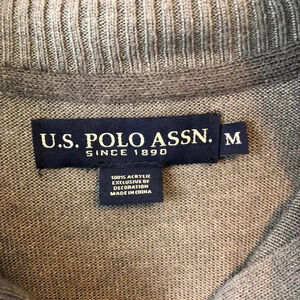 U.S. POLO ASSN. M
SINCE 1890
100% ACRYLIC
EXCLUSIVE OF
DECORATION
MADE IN CHINA